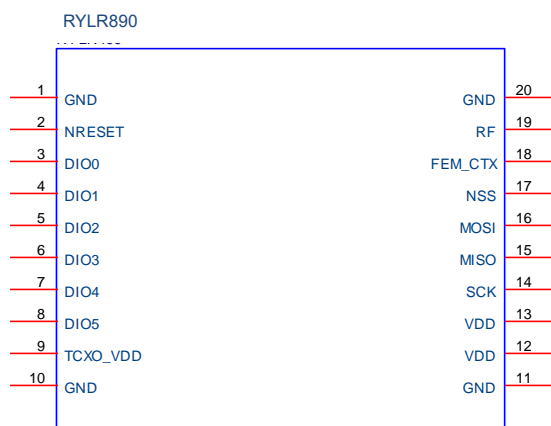 RYLR890
1 GND GND 20
2 NRESET RF 19
3 DIO0 FEM_CTX 18
4 DIO1 NSS 17
5 DIO2 MOSI 16
6 DIO3 MISO 15
7 DIO4 SCK 14
8 DIO5 VDD 13
9 TCXO_VDD VDD 12
10 GND GND 11